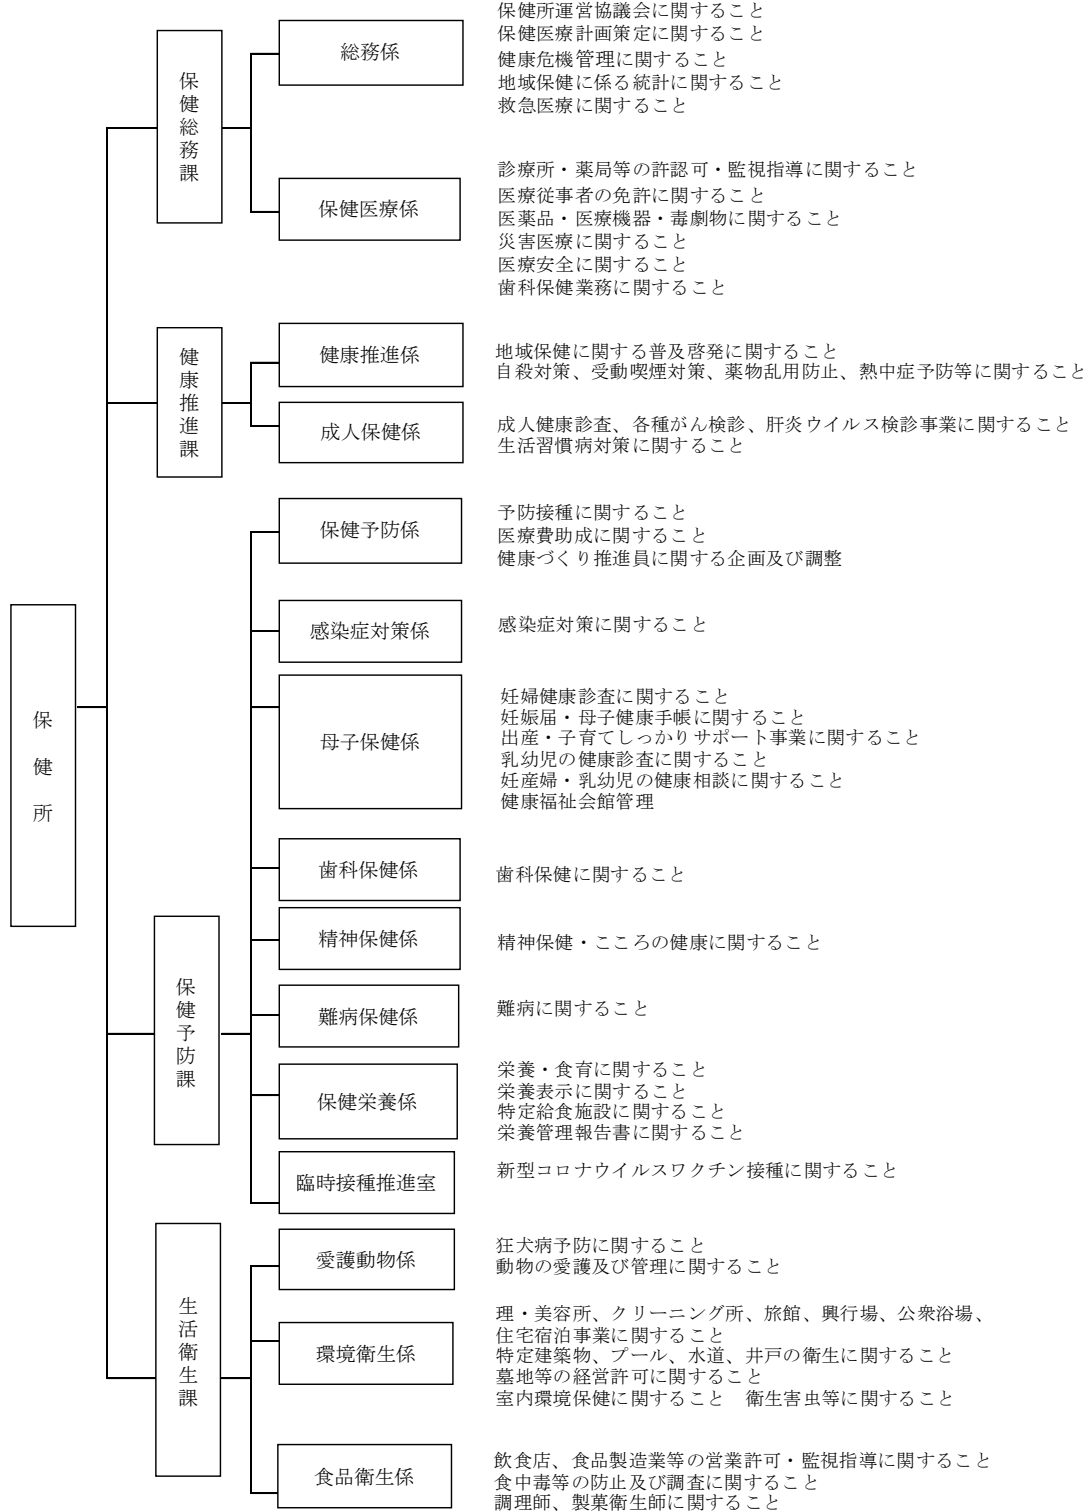 保健所
保健総務課
総務係
保健所運営協議会に関すること
保健医療計画策定に関すること
健康危機管理に関すること
地域保健に係る統計に関すること
救急医療に関すること
保健医療係
診療所・薬局等の許認可・監視指導に関すること
医療従事者の免許に関すること
医薬品・医療機器・毒劇物に関すること
災害医療に関すること
医療安全に関すること
歯科保健業務に関すること
健康推進課
健康推進係
地域保健に関する普及啓発に関すること
自殺対策、受動喫煙対策、薬物乱用防止、熱中症予防等に関すること
成人保健係
成人健康診査、各種がん検診、肝炎ウイルス検診事業に関すること
生活習慣病対策に関すること
保健予防課
保健予防係
予防接種に関すること
医療費助成に関すること
健康づくり推進員に関する企画及び調整
感染症対策係
感染症対策に関すること
母子保健係
妊婦健康診査に関すること
妊娠届・母子健康手帳に関すること
出産・子育てしっかりサポート事業に関すること
乳幼児の健康診査に関すること
妊産婦・乳幼児の健康相談に関すること
健康福祉会館管理
歯科保健係
歯科保健に関すること
精神保健係
精神保健・こころの健康に関すること
難病保健係
難病に関すること
保健栄養係
栄養・食育に関すること
栄養表示に関すること
特定給食施設に関すること
栄養管理報告書に関すること
臨時接種推進室
新型コロナウイルスワクチン接種に関すること
生活衛生課
愛護動物係
狂犬病予防に関すること
動物の愛護及び管理に関すること
環境衛生係
理・美容所、クリーニング所、旅館、興行場、公衆浴場、
住宅宿泊事業に関すること
特定建築物、プール、水道、井戸の衛生に関すること
墓地等の経営許可に関すること
室内環境保健に関すること　衛生害虫等に関すること
食品衛生係
飲食店、食品製造業等の営業許可・監視指導に関すること
食中毒等の防止及び調査に関すること
調理師、製菓衛生師に関すること